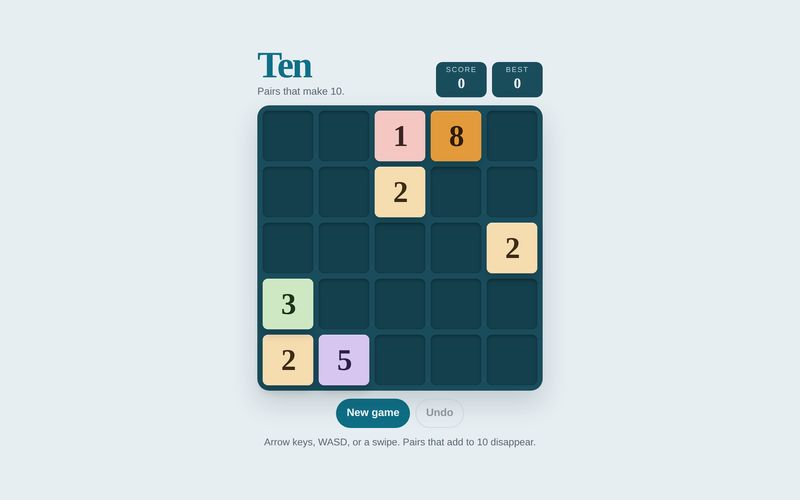 Ten
Pairs that make 10.
SCORE
0
BEST
0
1 8
2
2
3
2 5
New game
Undo
Arrow keys, WASD, or a swipe. Pairs that add to 10 disappear.